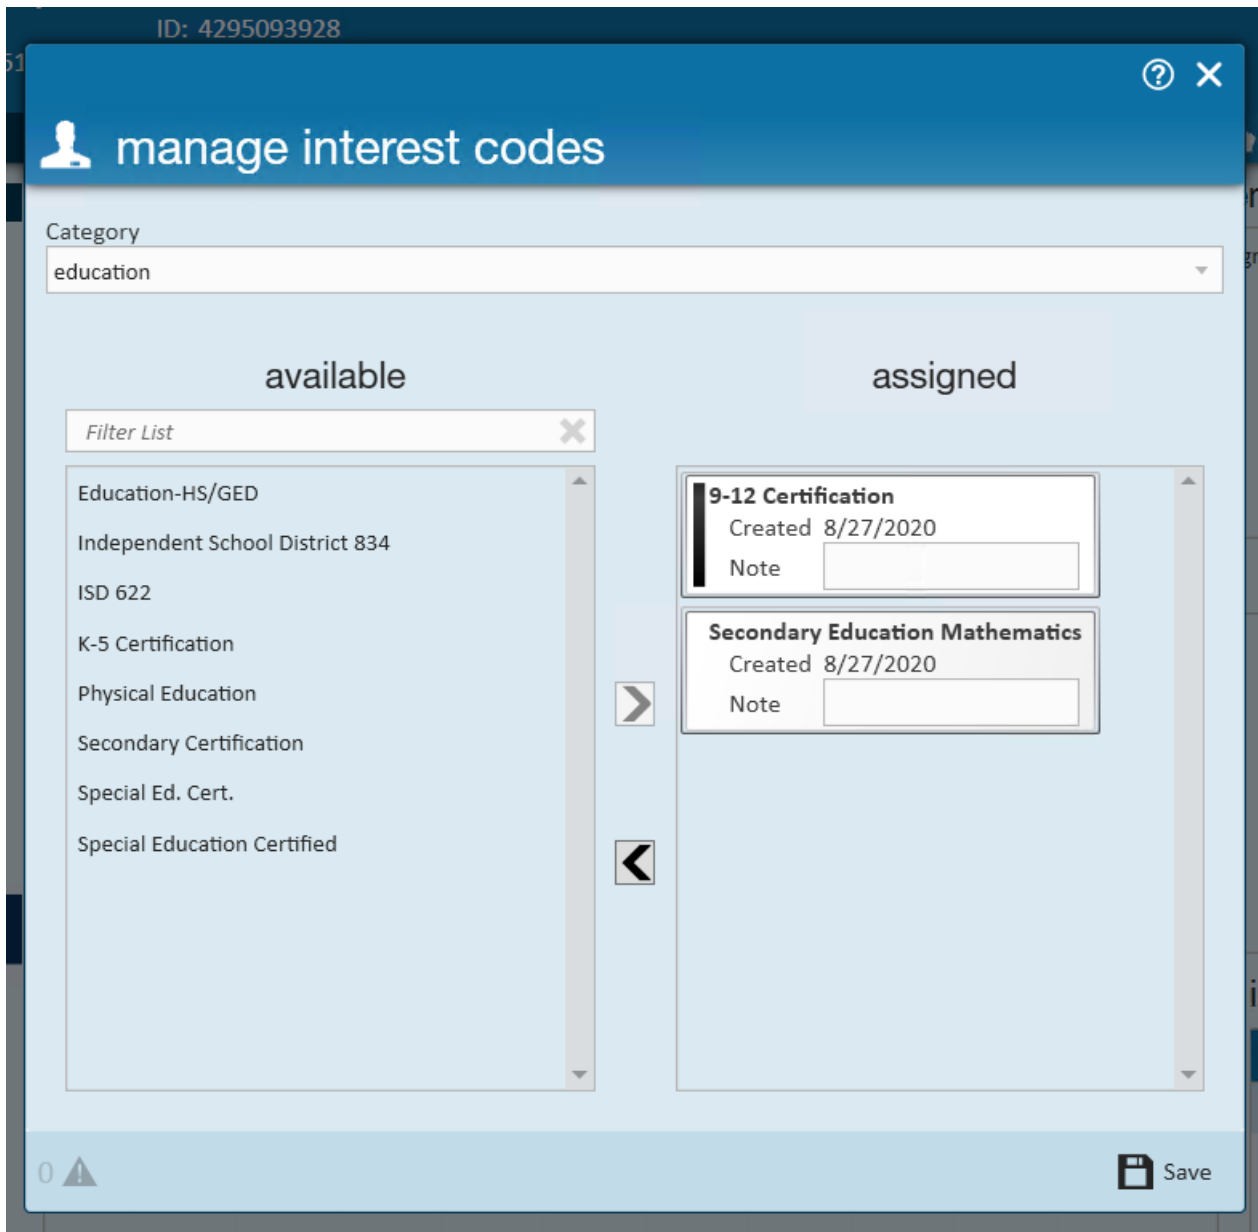 ID: 4295093928
51
manage interest codes
Category
education
available
assigned
Filter List
Education-HS/GED
Independent School District 834
ISD 622
K-5 Certification
Physical Education
Secondary Certification
Special Ed. Cert.
Special Education Certified
9-12 Certification
Created 8/27/2020
Note
Secondary Education Mathematics
Created 8/27/2020
Note
0
Save